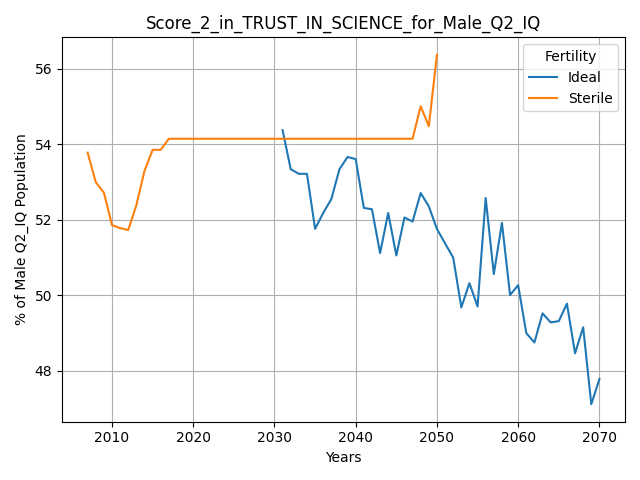 Score_2_in_TRUST_IN_SCIENCE_for_Male_Q2_IQ
Fertility
Ideal
Sterile
% of Male Q2_IQ Population
56
54
52
50
48
2010
2020
2030
2040
2050
2060
2070
Years